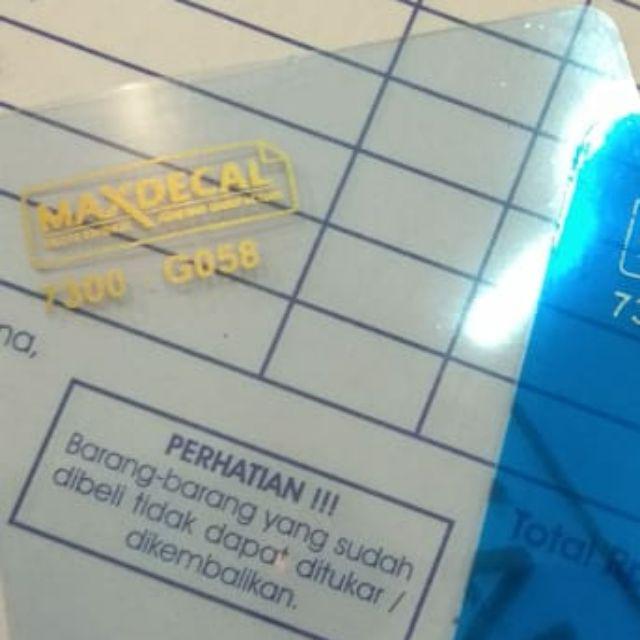 MAXDECAL
7300 G058
na,
PERHATIAN !!!
Barang-barang yang sudah
dibeli tidak dapat ditukar /
dikembalikan.
Total